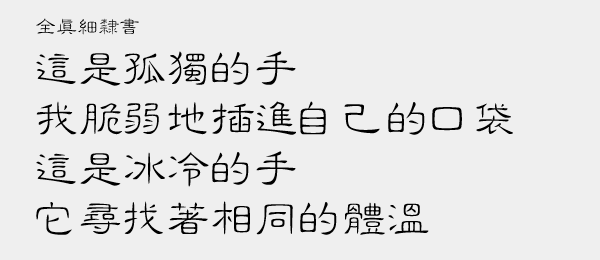 全真細隸書
這是孤獨的手
我脆弱地插進自己的口袋
這是冰冷的手
它尋找著相同的體溫